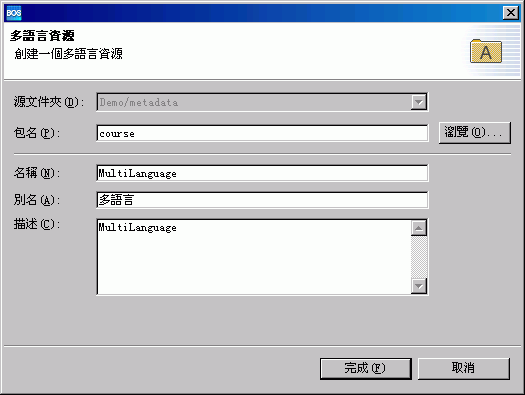 BOS
多語言資源
創建一個多語言資源
A
源文件夾(D):
Demo/metadata
包名(P):
course
瀏覽(O)...
名稱(N):
MultiLanguage
別名(A):
多語言
描述(C):
MultiLanguage
完成(F)
取消